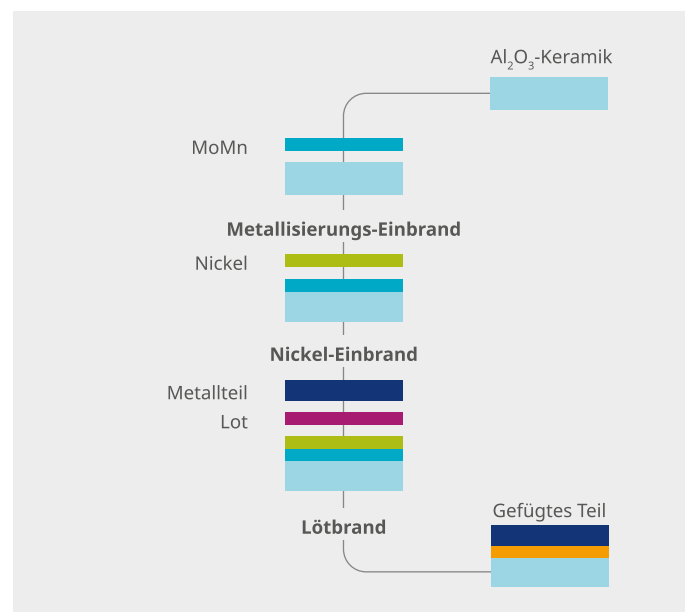 Al₂O₃-Keramik
MoMn
Metallisierungs-Einbrand
Nickel
Nickel-Einbrand
Metallteil
Lot
Gefügtes Teil
Lötbrand